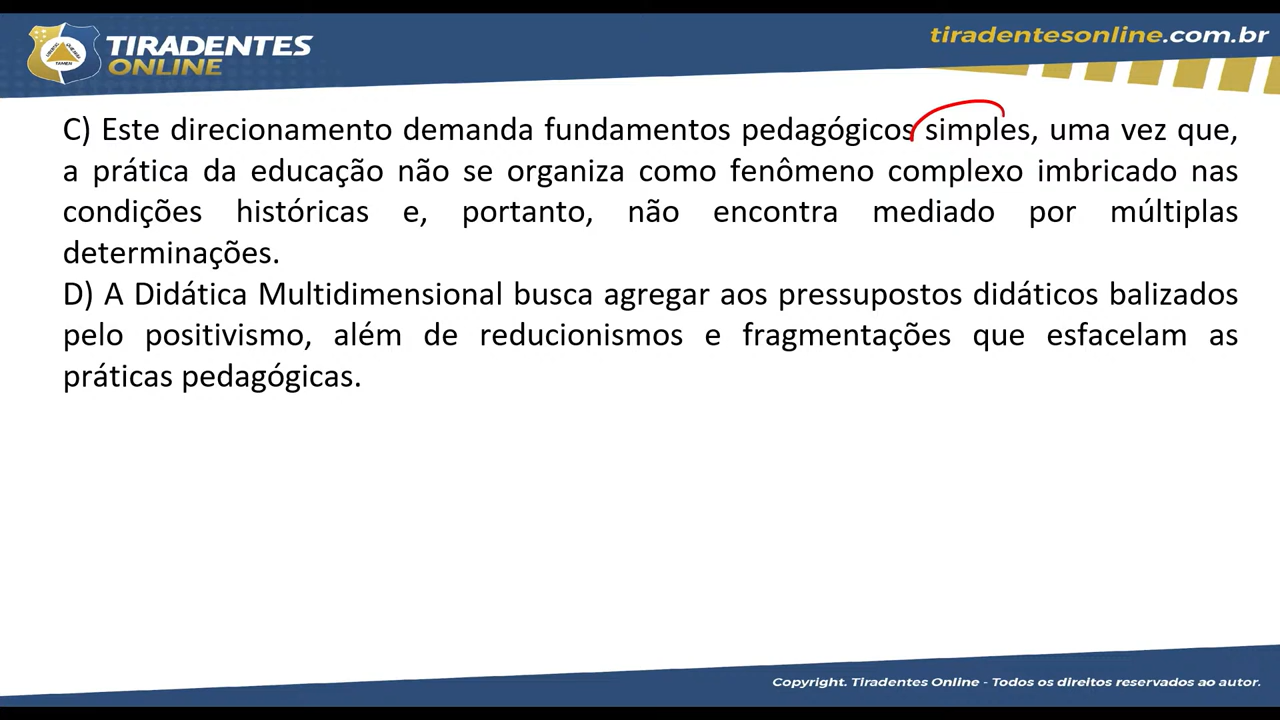 TIRADENTES
ONLINE
tiradentesonline.com.br
C) Este direcionamento demanda fundamentos pedagógicos simples, uma vez que,
a prática da educação não se organiza como fenômeno complexo imbricado nas
condições históricas e, portanto, não encontra mediado por múltiplas
determinações.
D) A Didática Multidimensional busca agregar aos pressupostos didáticos balizados
pelo positivismo, além de reducionismos e fragmentações que esfacelam as
práticas pedagógicas.
Copyright. Tiradentes Online - Todos os direitos reservados ao autor.